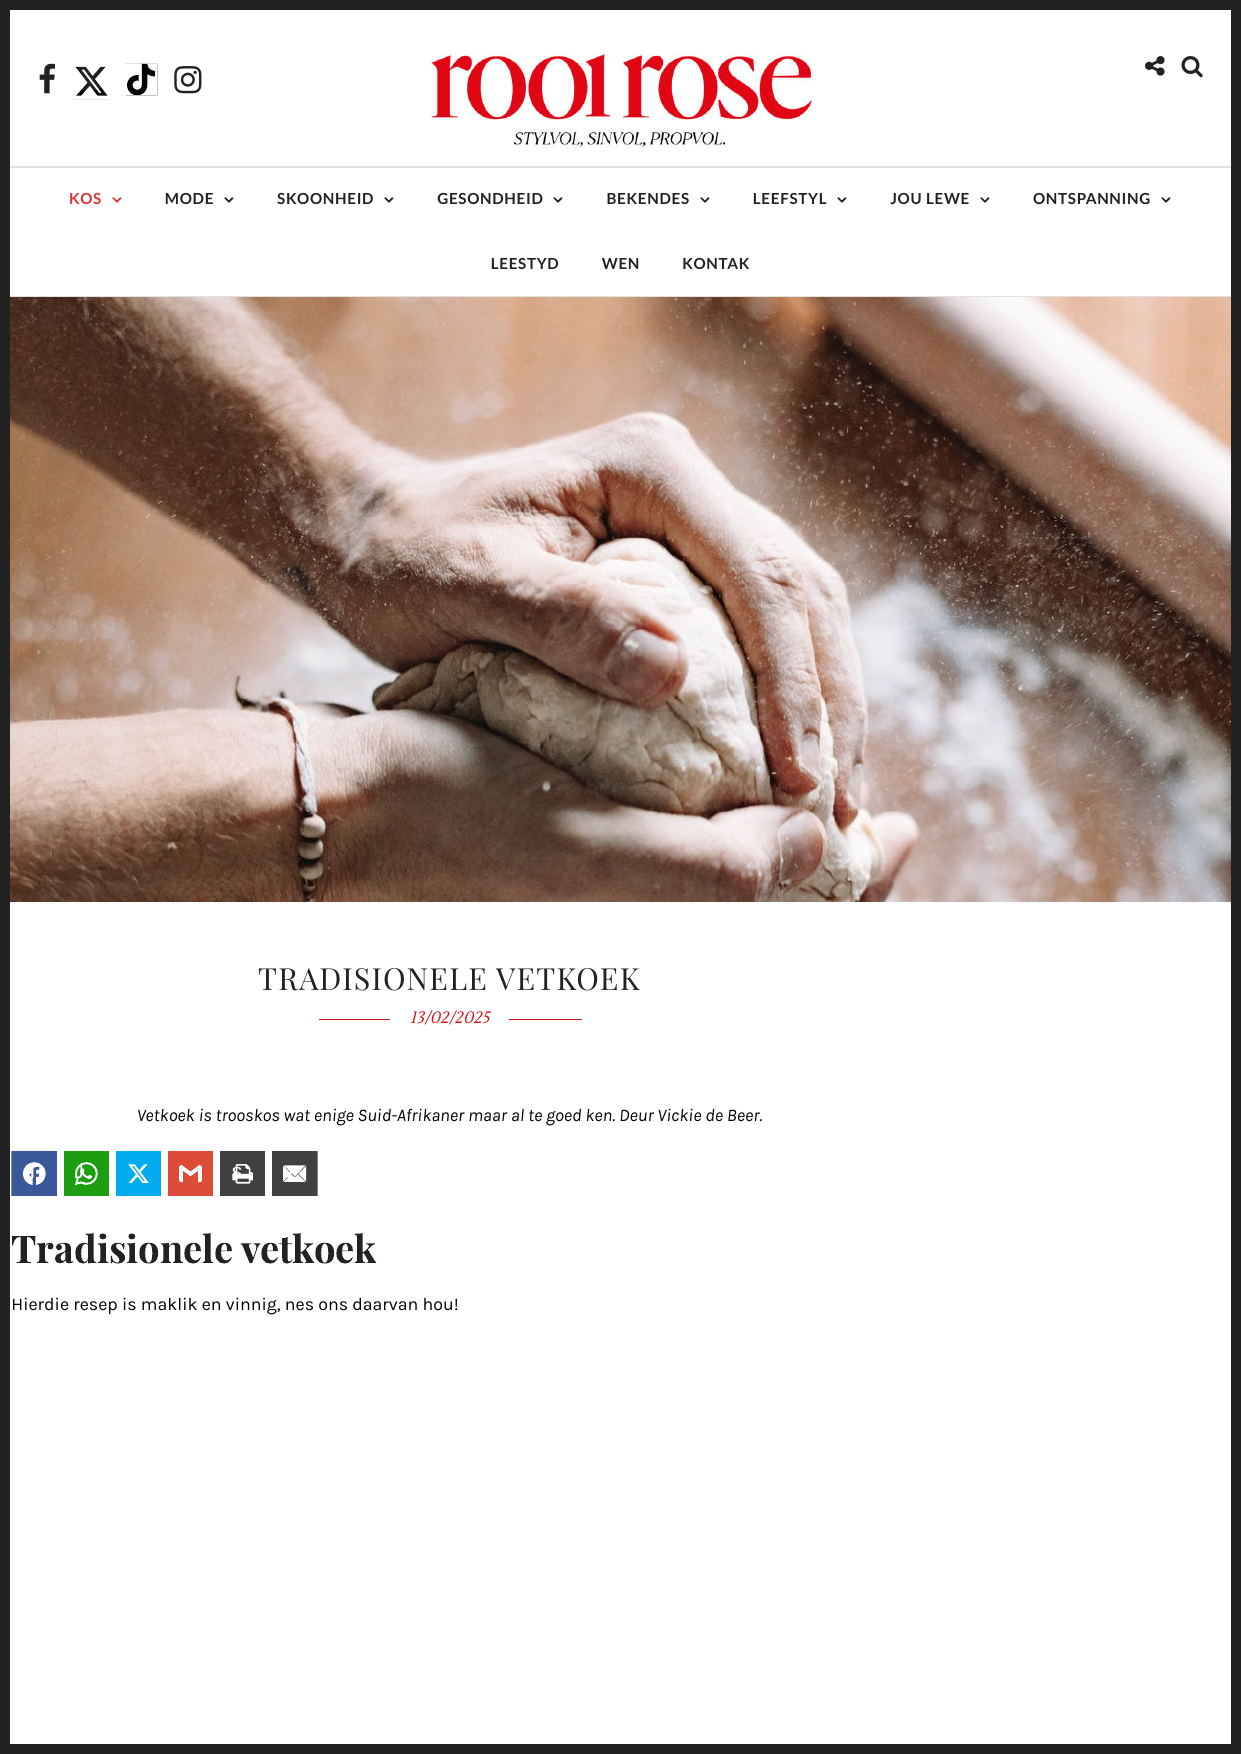 rooi rose
STYLVOL, SINVOL, PROPVOL.
KOS MODE SKOONHEID GESONDHEID BEKENDES LEEFSTYL JOU LEWE ONTSPANNING
LEESTYD WEN KONTAK
TRADISIONELE VETKOEK
13/02/2025
Vetkoek is trooskos wat enige Suid-Afrikaner maar al te goed ken. Deur Vickie de Beer.
Tradisionele vetkoek
Hierdie resep is maklik en vinnig, nes ons daarvan hou!